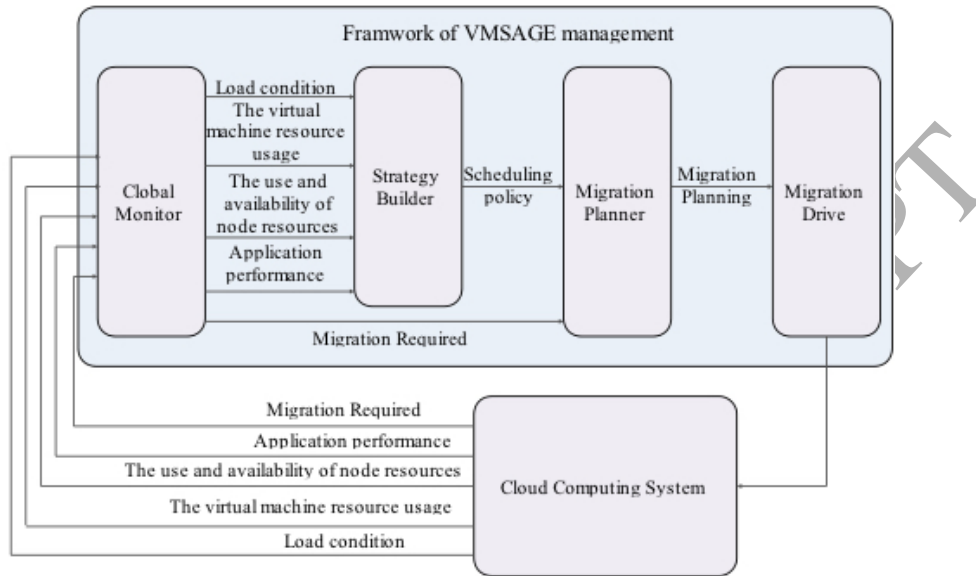 Framwork of VMSAGE management
Load condition
The virtual
machine resource
usage
The use and
availability of
node resources
Application
performance
Clobal
Monitor
Strategy
Builder
Scheduling
policy
Migration
Planner
Migration
Planning
Migration
Drive
Migration Required
Migration Required
Application performance
The use and availability of node resources
The virtual machine resource usage
Load condition
Cloud Computing System
PT